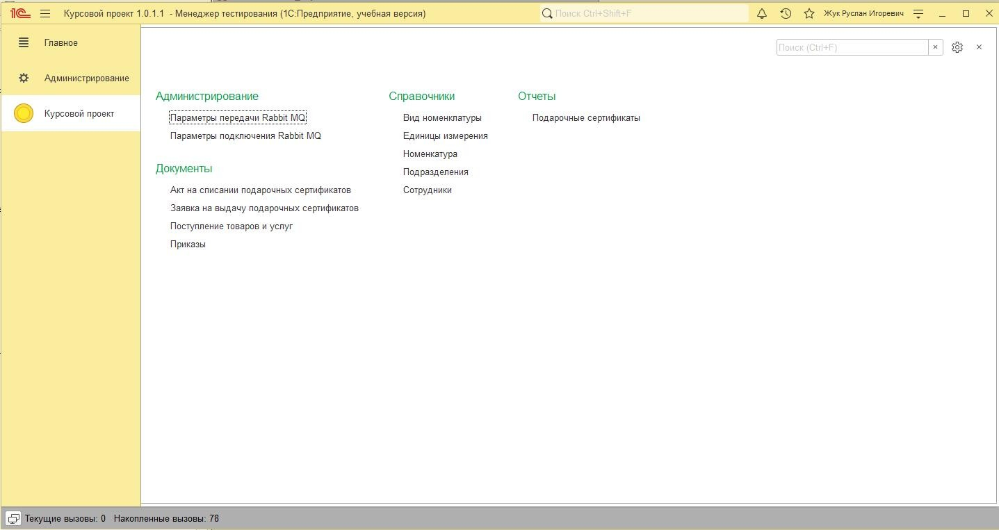 1С Курсовой проект 1.0.1.1 - Менеджер тестирования (1С:Предприятие, учебная версия) Поиск Ctrl+Shift+F Жук Руслан Игоревич
Главное
Администрирование
Курсовой проект
Поиск (Ctrl+F)
Администрирование
Параметры передачи Rabbit MQ
Параметры подключения Rabbit MQ
Документы
Акт на списании подарочных сертификатов
Заявка на выдачу подарочных сертификатов
Поступление товаров и услуг
Приказы
Справочники
Вид номенклатуры
Единицы измерения
Номенкатура
Подразделения
Сотрудники
Отчеты
Подарочные сертификаты
Текущие вызовы: 0 Накопленные вызовы: 78